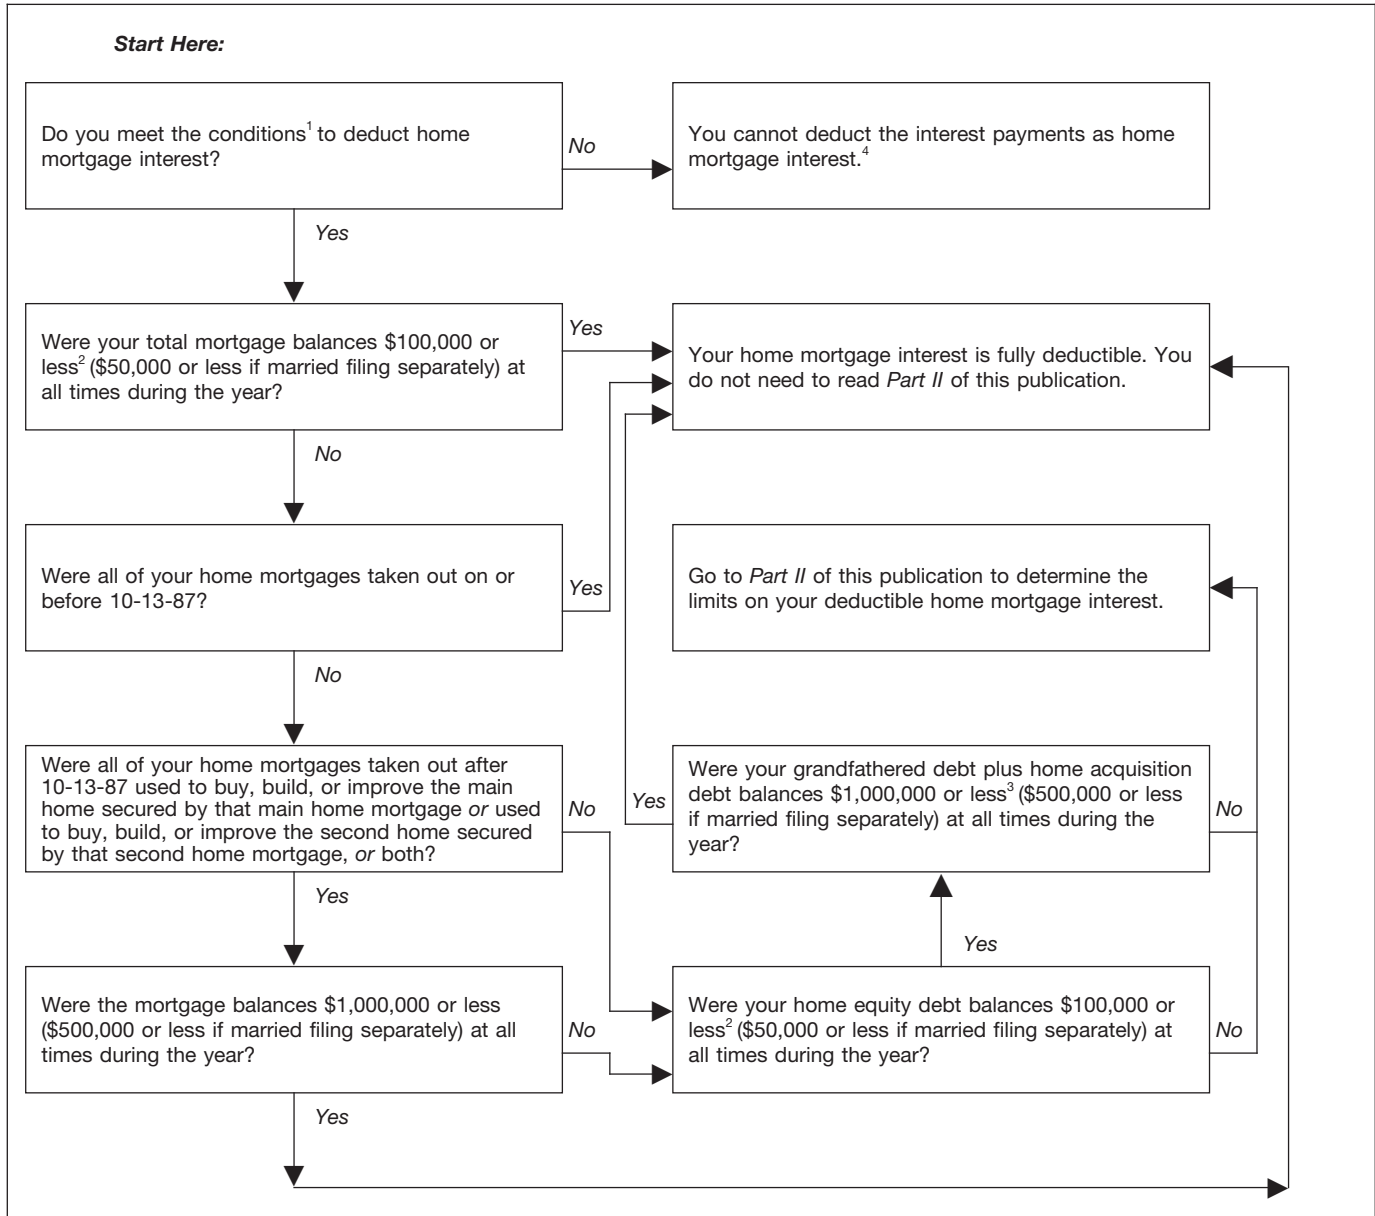 Start Here:
Do you meet the conditions1 to deduct home
mortgage interest?
No
You cannot deduct the interest payments as home
mortgage interest.4
Yes
Were your total mortgage balances $100,000 or
less2 ($50,000 or less if married filing separately) at
all times during the year?
Yes
Your home mortgage interest is fully deductible. You
do not need to read Part II of this publication.
No
Were all of your home mortgages taken out on or
before 10-13-87?
Yes
Go to Part II of this publication to determine the
limits on your deductible home mortgage interest.
No
Were all of your home mortgages taken out after
10-13-87 used to buy, build, or improve the main
home secured by that main home mortgage or used
to buy, build, or improve the second home secured
by that second home mortgage, or both?
No
Yes
Were your grandfathered debt plus home acquisition
debt balances $1,000,000 or less3 ($500,000 or less
if married filing separately) at all times during the
year?
No
Yes
Yes
Were the mortgage balances $1,000,000 or less
($500,000 or less if married filing separately) at all
times during the year?
No
Were your home equity debt balances $100,000 or
less2 ($50,000 or less if married filing separately) at
all times during the year?
No
Yes